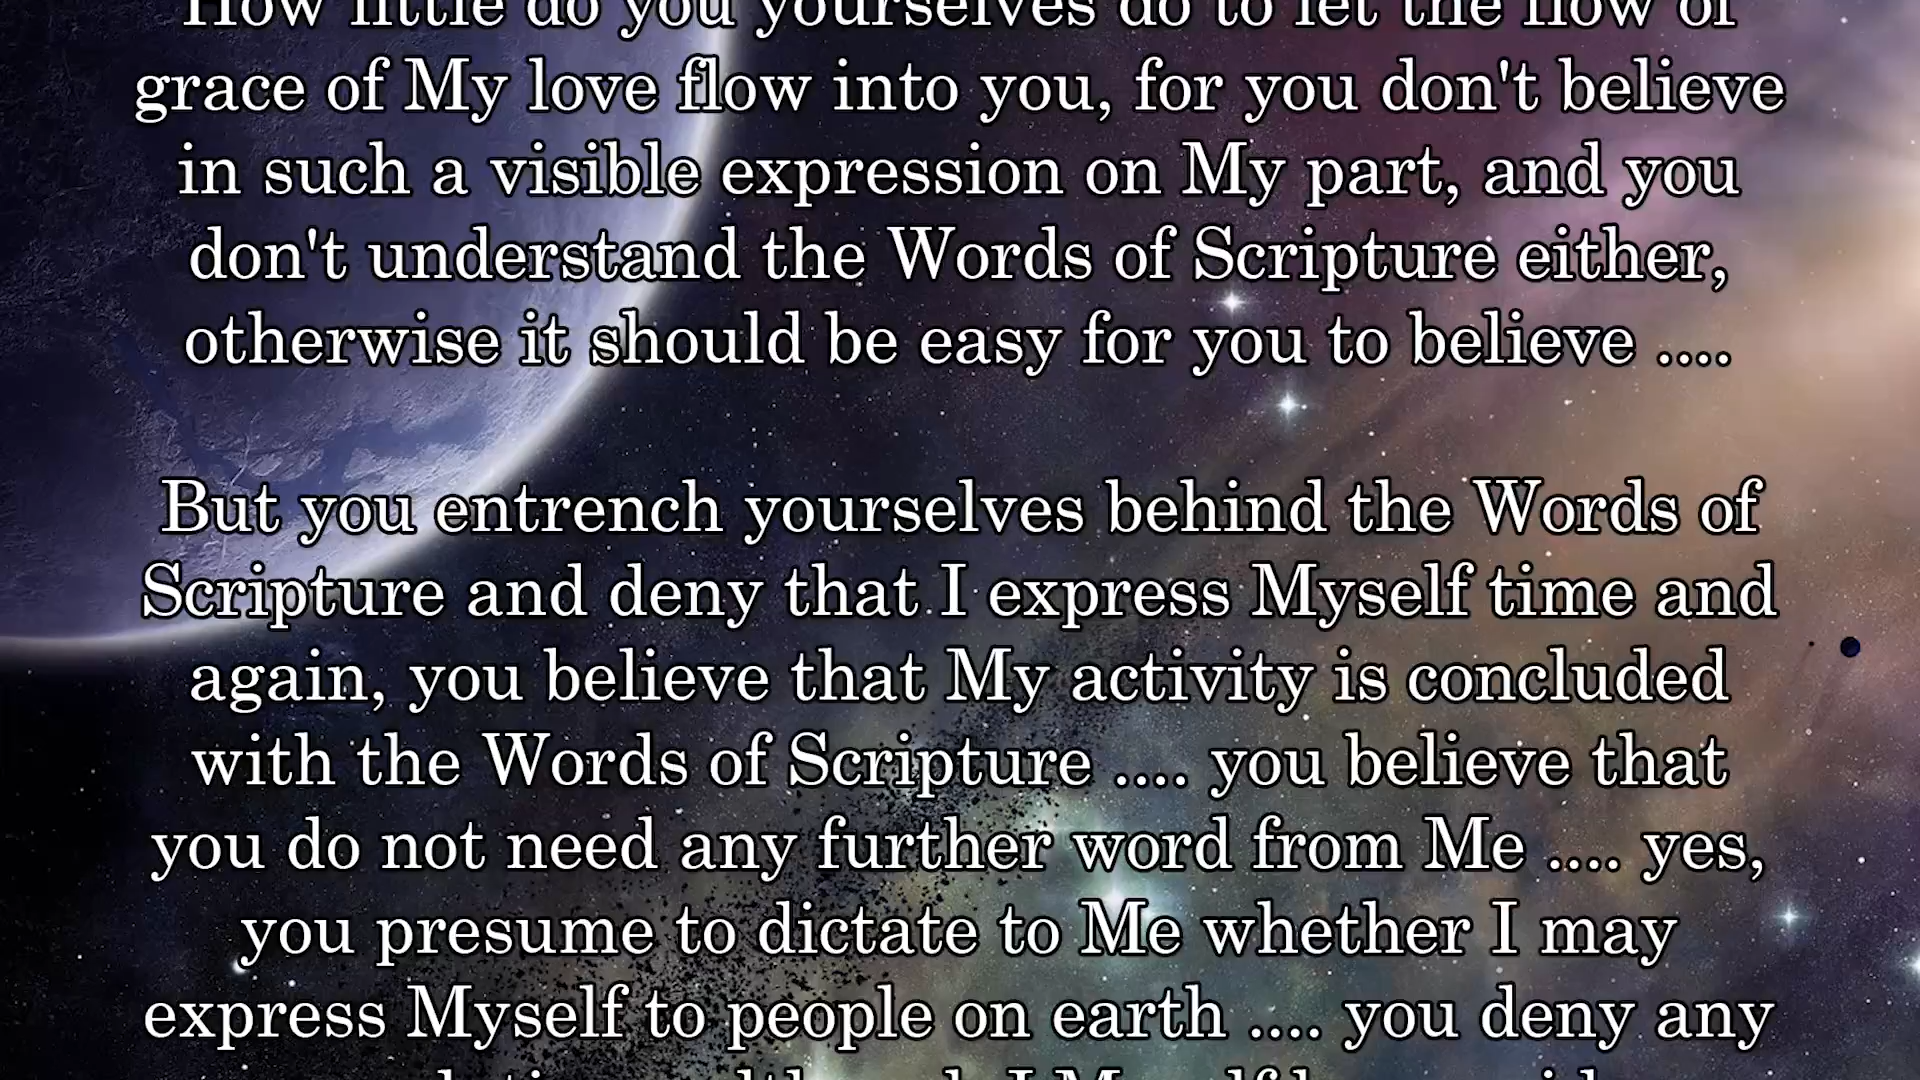 How little do you yourselves do to let the flow of
grace of My love flow into you, for you don't believe
in such a visible expression on My part, and you
don't understand the Words of Scripture either,
otherwise it should be easy for you to believe ....
But you entrench yourselves behind the Words of
Scripture and deny that I express Myself time and
again, you believe that My activity is concluded
with the Words of Scripture .... you believe that
you do not need any further word from Me .... yes,
you presume to dictate to Me whether I may
express Myself to people on earth .... you deny any
I Myself